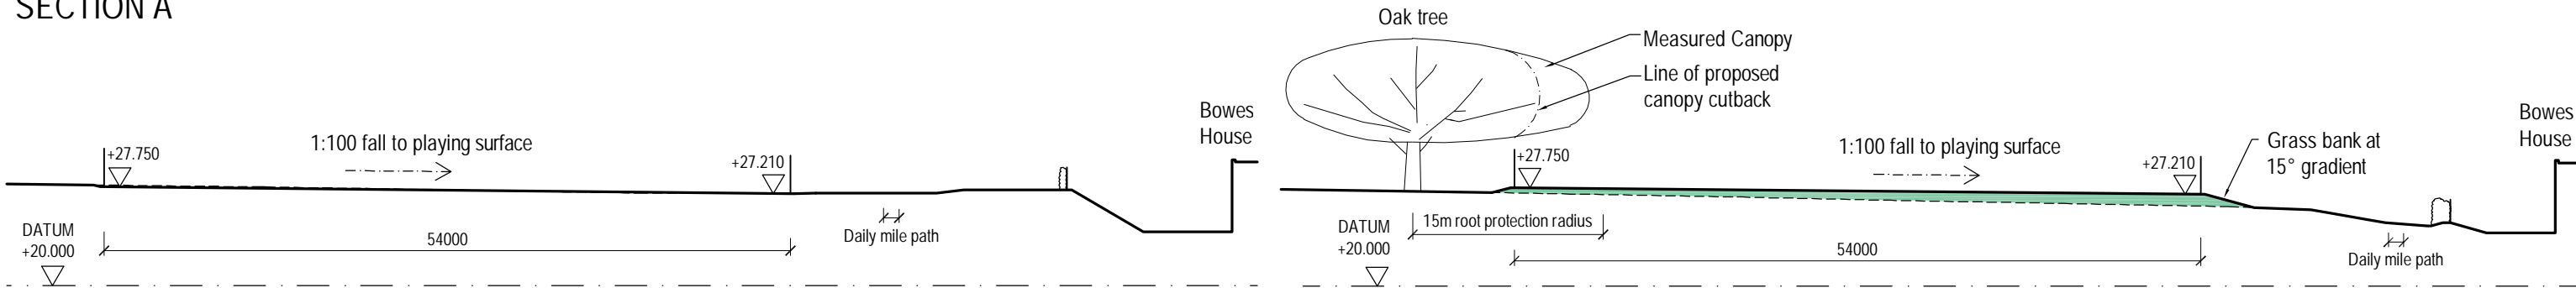 SECTION A
+27.750
1:100 fall to playing surface
+27.210
Bowes
House
DATUM
+20.000
54000
Daily mile path
Oak tree
Measured Canopy
Line of proposed
canopy cutback
+27.750
1:100 fall to playing surface
+27.210
Grass bank at
15° gradient
Bowes
House
DATUM
+20.000
15m root protection radius
54000
Daily mile path